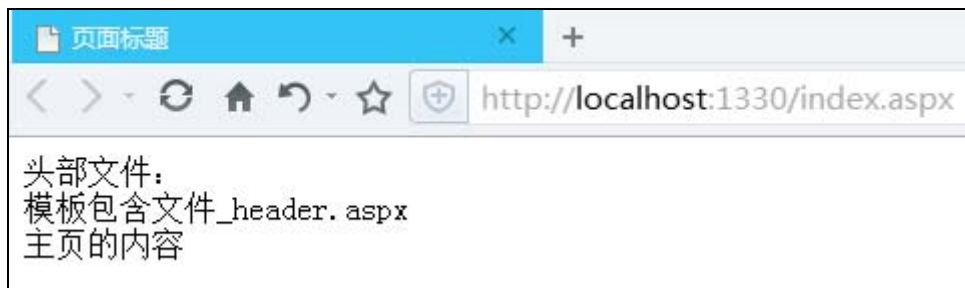 页面标题
http://localhost:1330/index.aspx
头部文件：
模板包含文件_header.aspx
主页的内容